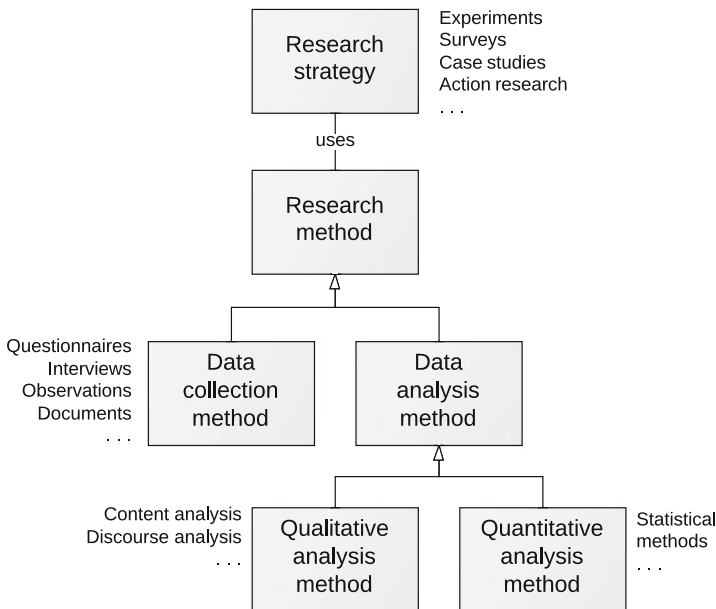 Research
strategy
Experiments
Surveys
Case studies
Action research
. . .
uses
Research
method
Questionnaires
Interviews
Observations
Documents
. . .
Data
collection
method
Data
analysis
method
Content analysis
Discourse analysis
. . .
Qualitative
analysis
method
Quantitative
analysis
method
Statistical
methods
. . .